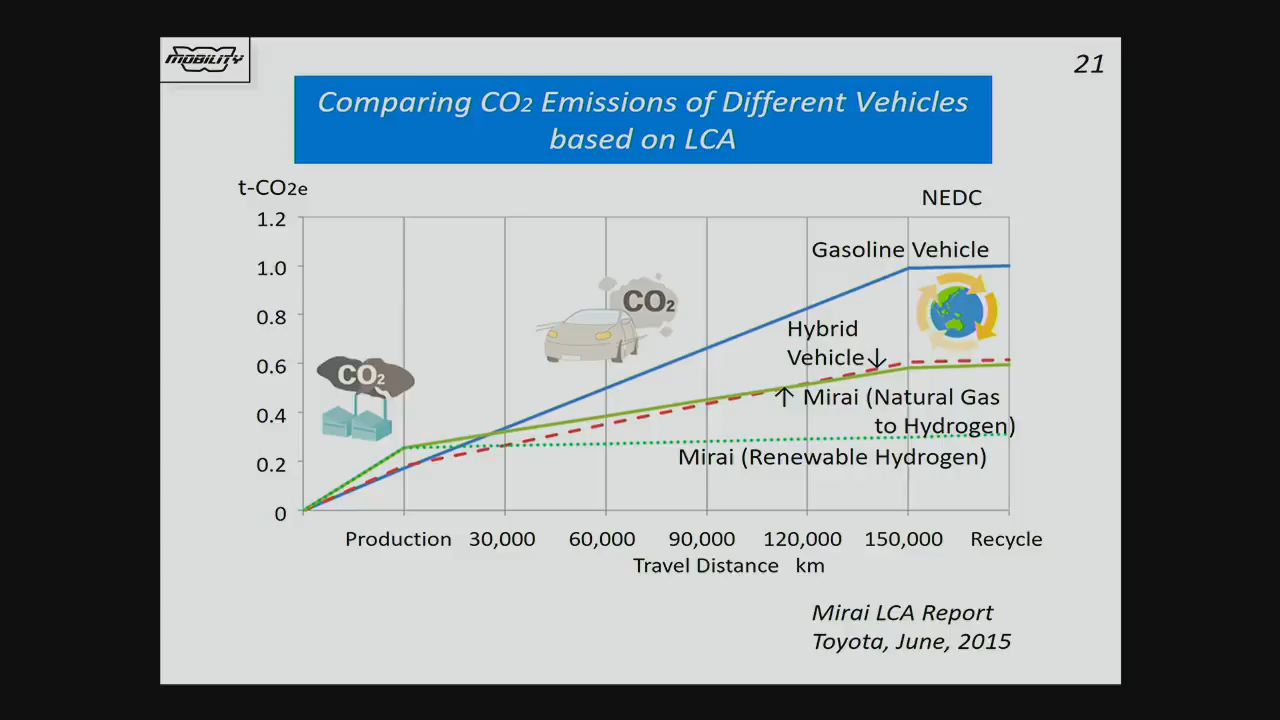 MOBILITY
21
Comparing CO2 Emissions of Different Vehicles
based on LCA
t-CO2e
NEDC
1.2
1.0
0.8
0.6
0.4
0.2
0
Gasoline Vehicle
CO2
Hybrid
Vehicle↓
CO2
↑ Mirai (Natural Gas
to Hydrogen)
Mirai (Renewable Hydrogen)
Production 30,000 60,000 90,000 120,000 150,000 Recycle
Travel Distance km
Mirai LCA Report
Toyota, June, 2015